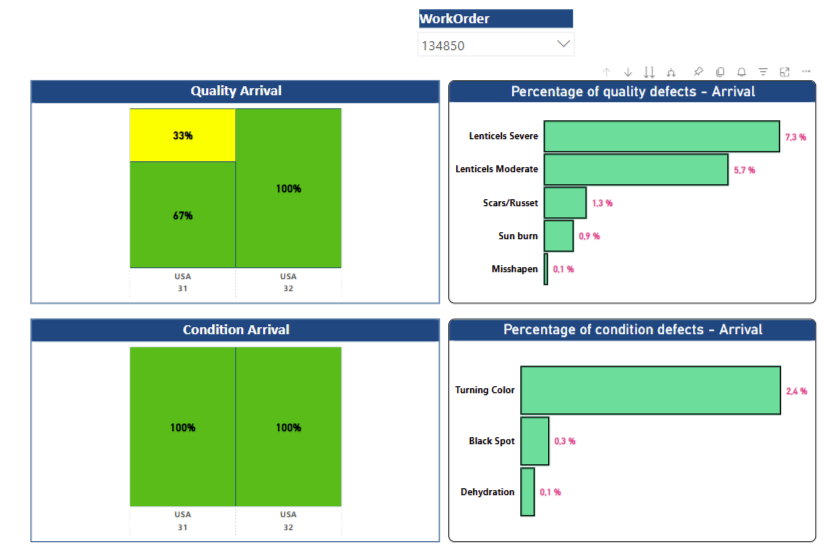 WorkOrder
134850
Quality Arrival
33%
67%
100%
USA
31
USA
32
Percentage of quality defects - Arrival
Lenticels Severe 7,3 %
Lenticels Moderate 5,7 %
Scars/Russet 1,3 %
Sun burn 0,9 %
Misshapen 0,1 %
Condition Arrival
100%
100%
USA
31
USA
32
Percentage of condition defects - Arrival
Turning Color 2,4 %
Black Spot 0,3 %
Dehydration 0,1 %